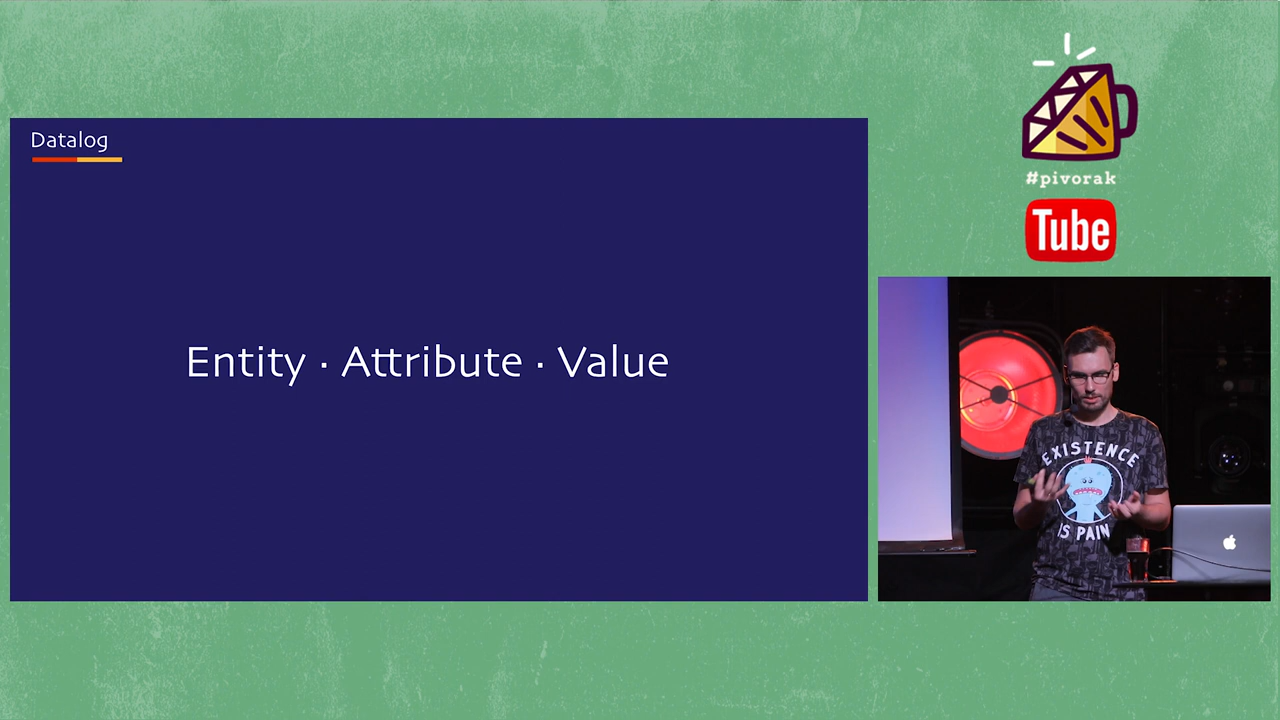 Datalog
Entity · Attribute · Value
#pivorak
Tube
EXISTENCE
IS PAIN